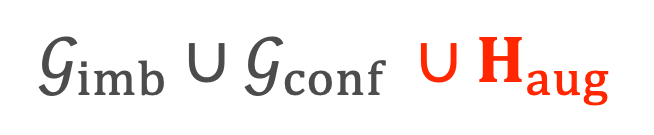 𝒢imb ∪ 𝒢conf ∪ Haug